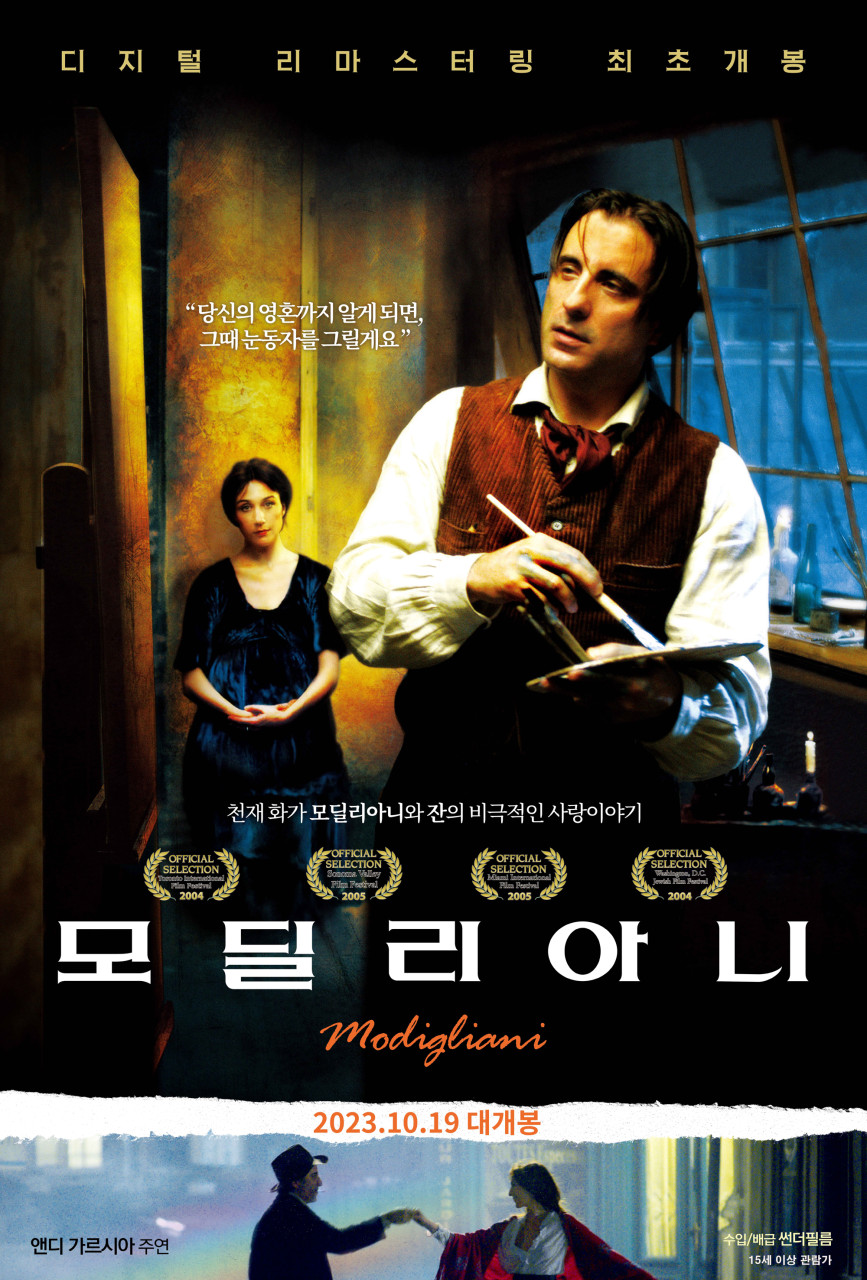 디지털 리마스터링 최초개봉
“당신의 영혼까지 알게 되면,
그때 눈동자를 그릴게요”
천재 화가 모딜리아니와 잔의 비극적인 사랑이야기
OFFICIAL
SELECTION
Toronto International
Film Festival
2004
OFFICIAL
SELECTION
Sonoma Valley
Film Festival
2005
OFFICIAL
SELECTION
Miami International
Film Festival
2005
OFFICIAL
SELECTION
Washington, D.C.
Jewish Film Festival
2004
모딜리아니
Modigliani
2023.10.19 대개봉
앤디 가르시아 주연
수입/배급 썬더필름
15세 이상 관람가